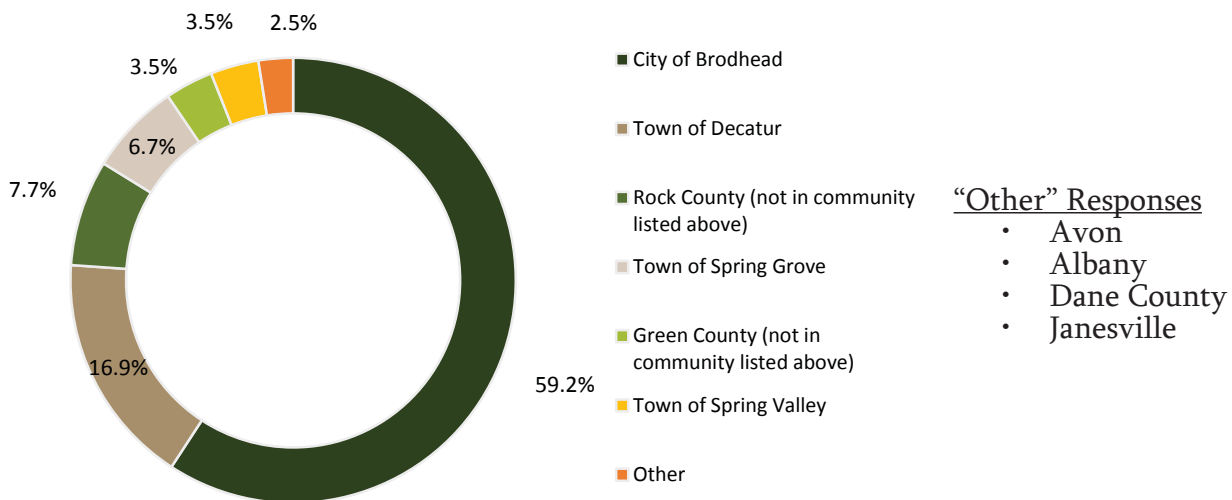 3.5%
2.5%
3.5%
6.7%
7.7%
16.9%
59.2%
City of Brodhead
Town of Decatur
Rock County (not in community
listed above)
Town of Spring Grove
Green County (not in
community listed above)
Town of Spring Valley
Other
“Other” Responses
• Avon
• Albany
• Dane County
• Janesville